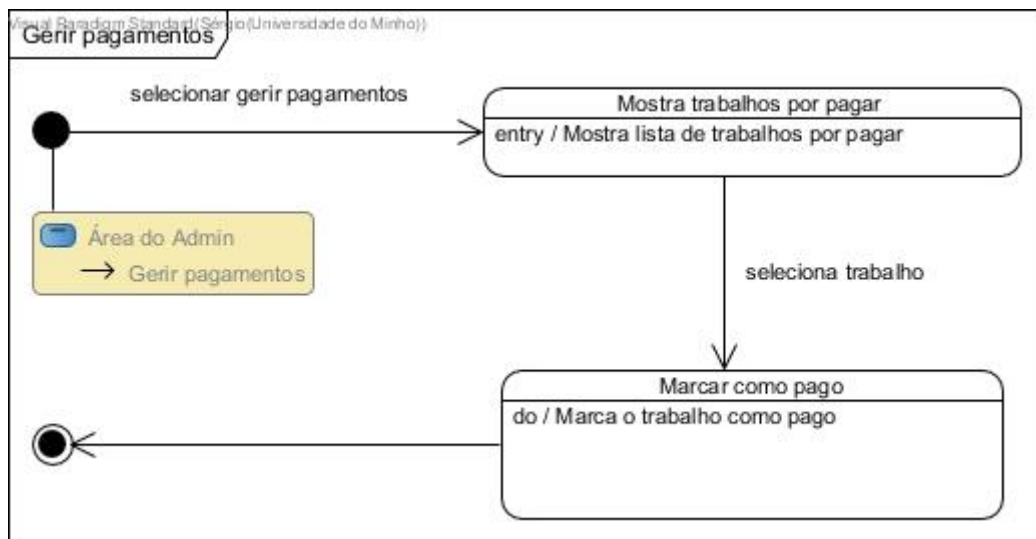 Visual Paradigm Standard(Sérgio(Universidade do Minho))
Gerir pagamentos
selecionar gerir pagamentos
Mostra trabalhos por pagar
entry / Mostra lista de trabalhos por pagar
Área do Admin
Gerir pagamentos
seleciona trabalho
Marcar como pago
do / Marca o trabalho como pago